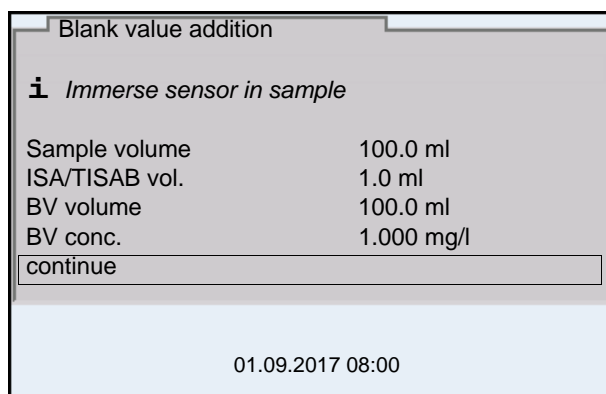 Blank value addition
i Immerse sensor in sample
Sample volume 100.0 ml
ISA/TISAB vol. 1.0 ml
BV volume 100.0 ml
BV conc. 1.000 mg/l
continue
01.09.2017 08:00